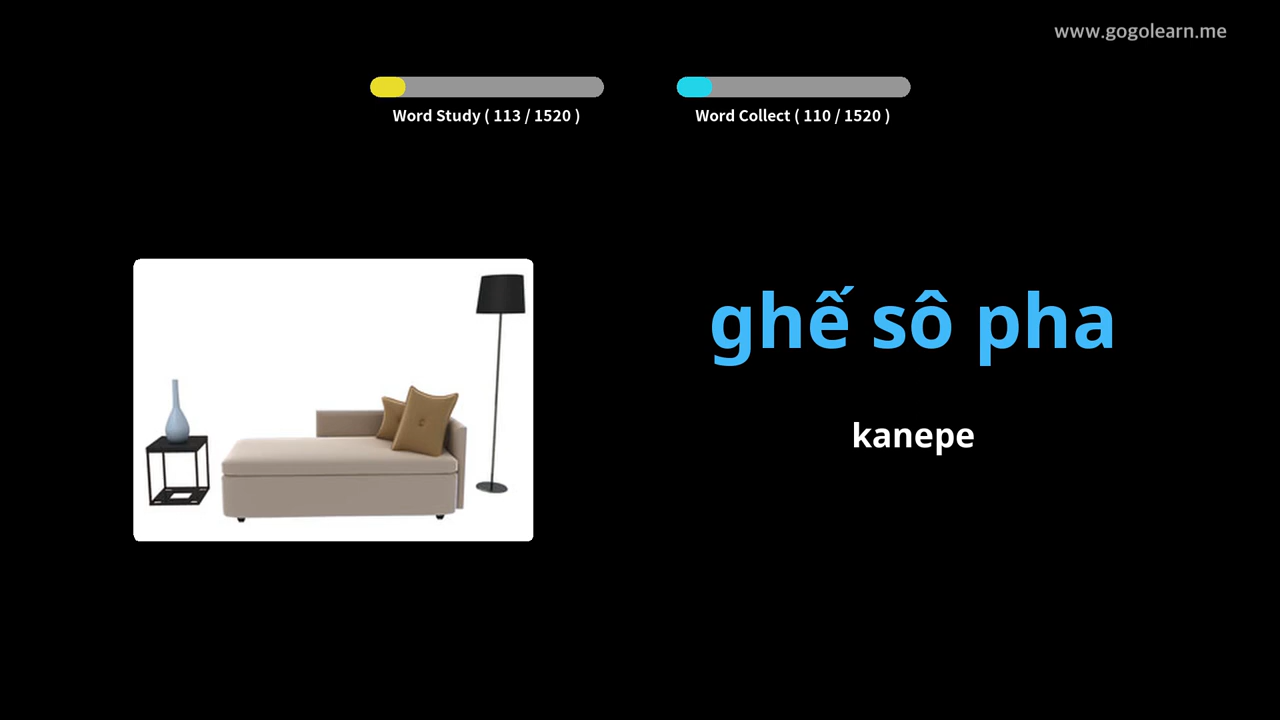 www.gogolearn.me
Word Study ( 113 / 1520 )
Word Collect ( 110 / 1520 )
ghế sô pha
kanepe